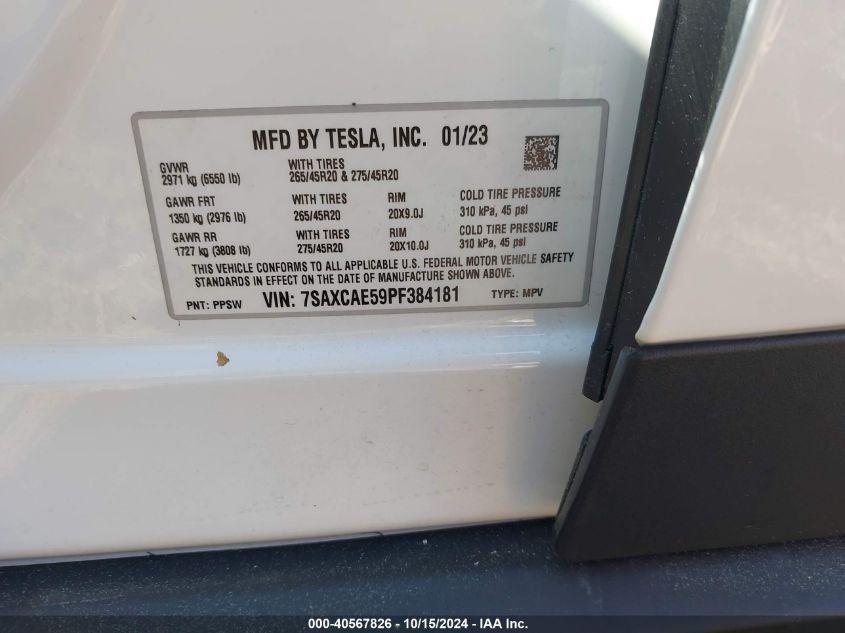 MFD BY TESLA, INC. 01/23
GVWR
2971 kg (6550 lb)
WITH TIRES
265/45R20 & 275/45R20
GAWR FRT
1350 kg (2976 lb)
WITH TIRES
265/45R20
RIM
20X9.0J
COLD TIRE PRESSURE
310 kPa, 45 psi
GAWR RR
1727 kg (3808 lb)
WITH TIRES
275/45R20
RIM
20X10.0J
COLD TIRE PRESSURE
310 kPa, 45 psi
THIS VEHICLE CONFORMS TO ALL APPLICABLE U.S. FEDERAL MOTOR VEHICLE SAFETY
STANDARDS IN EFFECT ON THE DATE OF MANUFACTURE SHOWN ABOVE.
PNT: PPSW VIN: 7SAXCAE59PF384181 TYPE: MPV
000-40567826 - 10/15/2024 - IAA Inc.